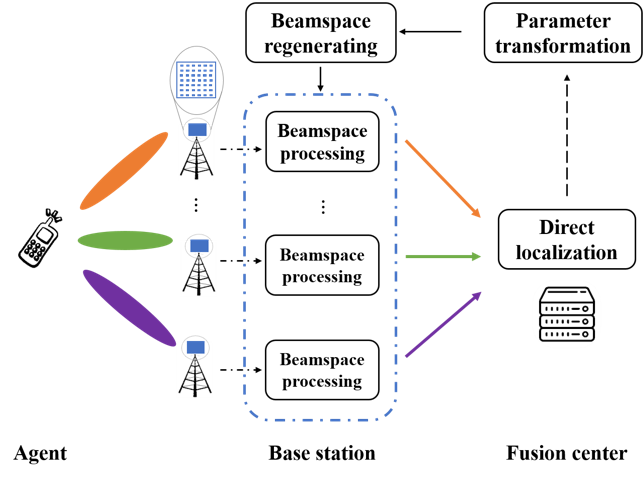 Beamspace
regenerating
Parameter
transformation
Beamspace
processing
...
...
Beamspace
processing
Direct
localization
Beamspace
processing
Agent
Base station
Fusion center